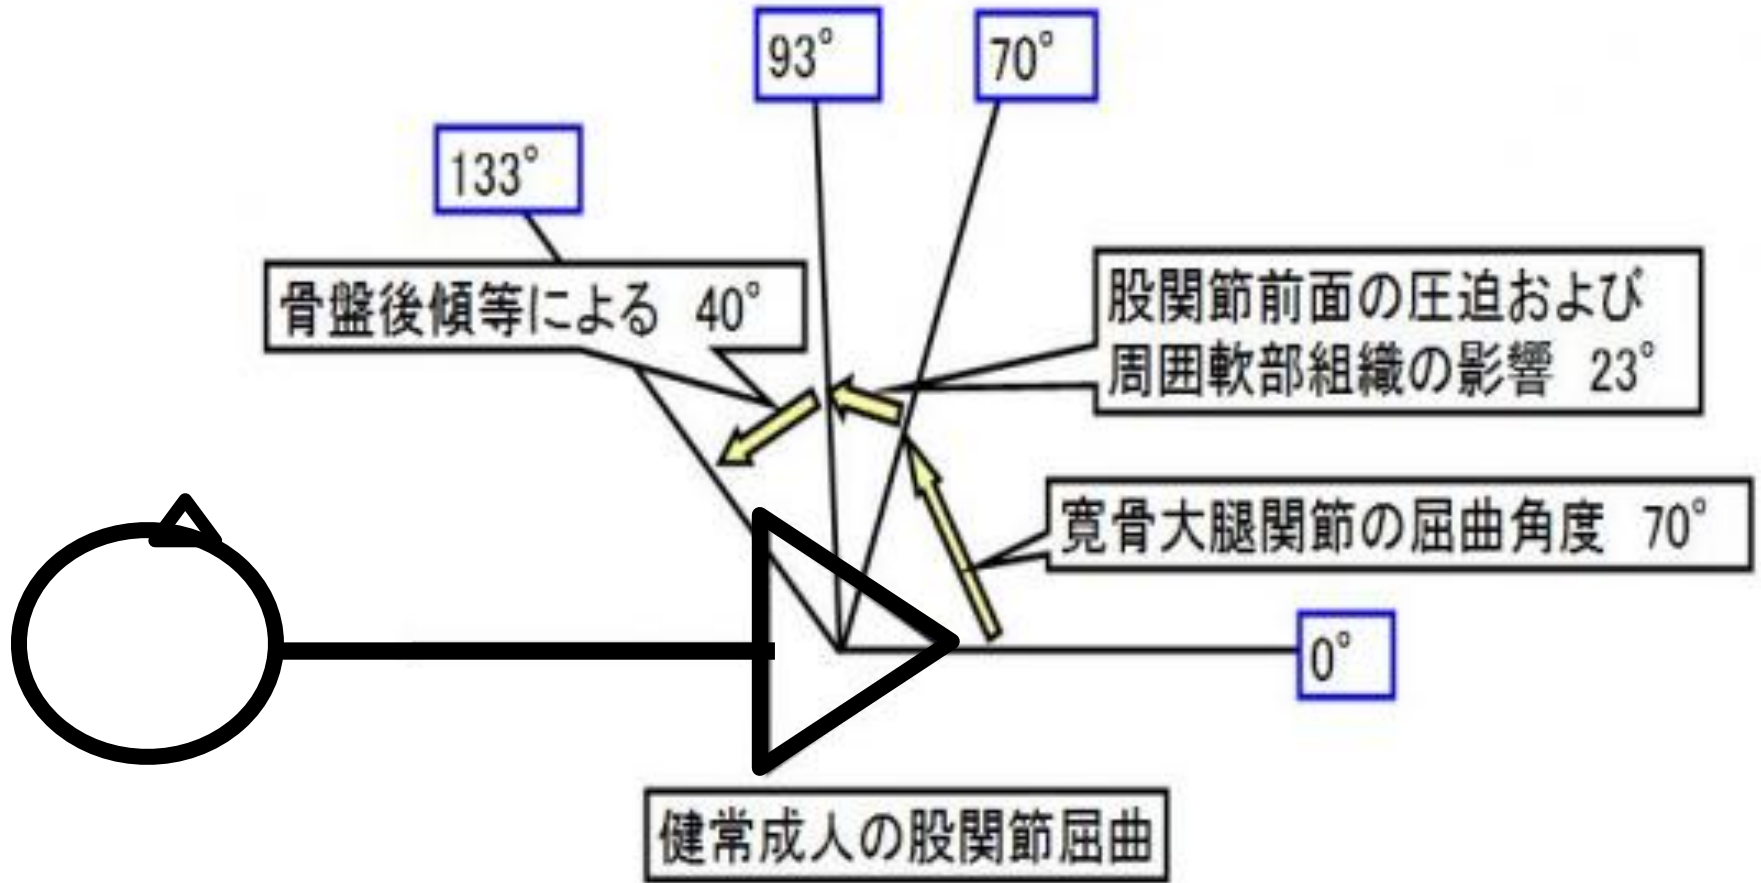 93°
70°
133°
骨盤後傾等による 40°
股関節前面の圧迫および
周囲軟部組織の影響 23°
寛骨大腿関節の屈曲角度 70°
0°
健常成人の股関節屈曲